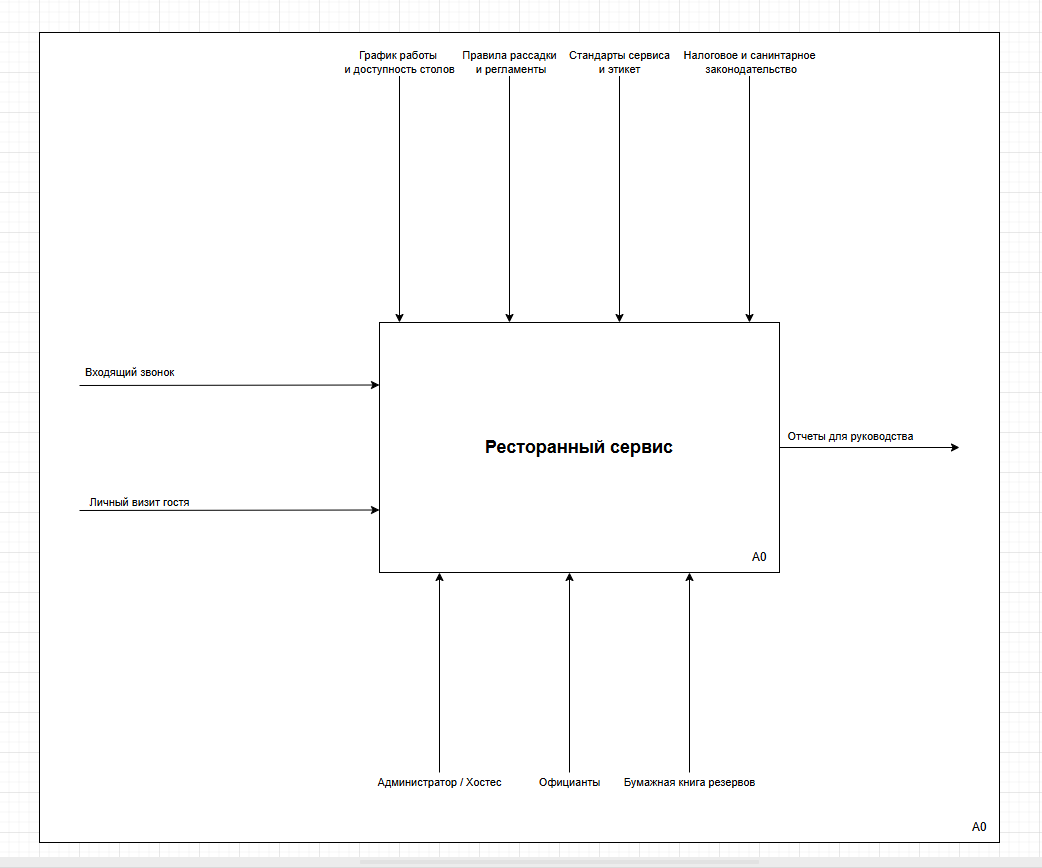 График работы
и доступность столов
Правила рассадки
и регламенты
Стандарты сервиса
и этикет
Налоговое и санинтарное
законодательство
Входящий звонок
Личный визит гостя
Ресторанный сервис
A0
Отчеты для руководства
Администратор / Хостес
Официанты
Бумажная книга резервов
A0